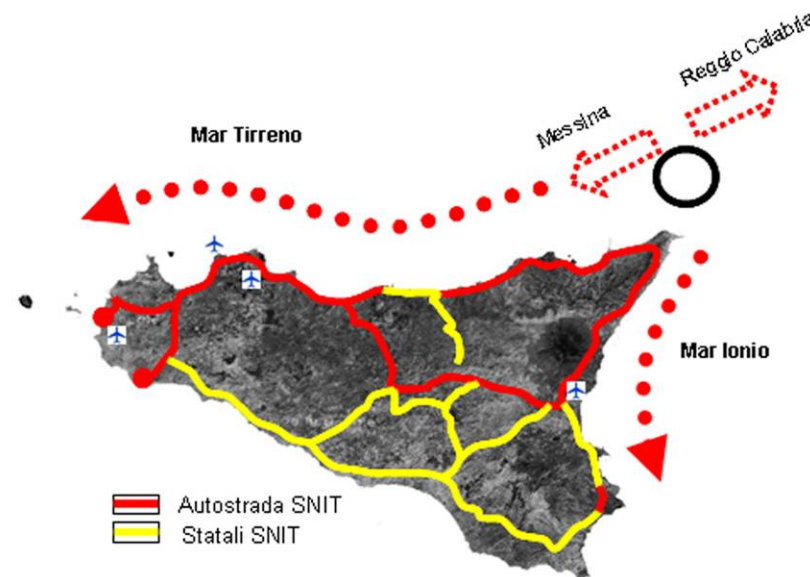 Reggio Calabria
Messina
Mar Tirreno
Mar Ionio
Autostrada SNIT
Statali SNIT